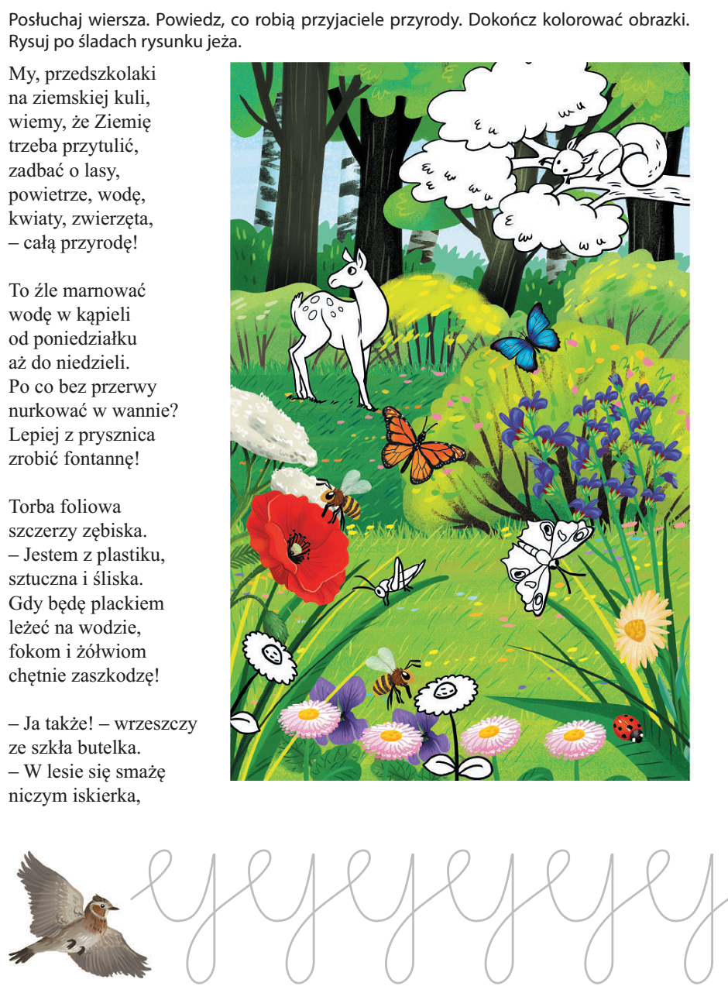 Posłuchaj wiersza. Powiedz, co robią przyjaciele przyrody. Dokończ kolorować obrazki.
Rysuj po śladach rysunku jeża.
My, przedszkolaki
na ziemskiej kuli,
wiemy, że Ziemię
trzeba przytulić,
zadbać o lasy,
powietrze, wodę,
kwiaty, zwierzęta,
– całą przyrodę!
To źle marnować
wodę w kąpieli
od poniedziałku
aż do niedzieli.
Po co bez przerwy
nurkować w wannie?
Lepiej z prysznica
zrobić fontannę!
Torba foliowa
szczerzy zębiska.
– Jestem z plastiku,
sztuczna i śliska.
Gdy będę plackiem
leżeć na wodzie,
fokom i żółwiom
chętnie zaszkodzę!
– Ja także! – wrzeszczy
ze szkła butelka.
– W lesie się smażę
niczym iskierka,